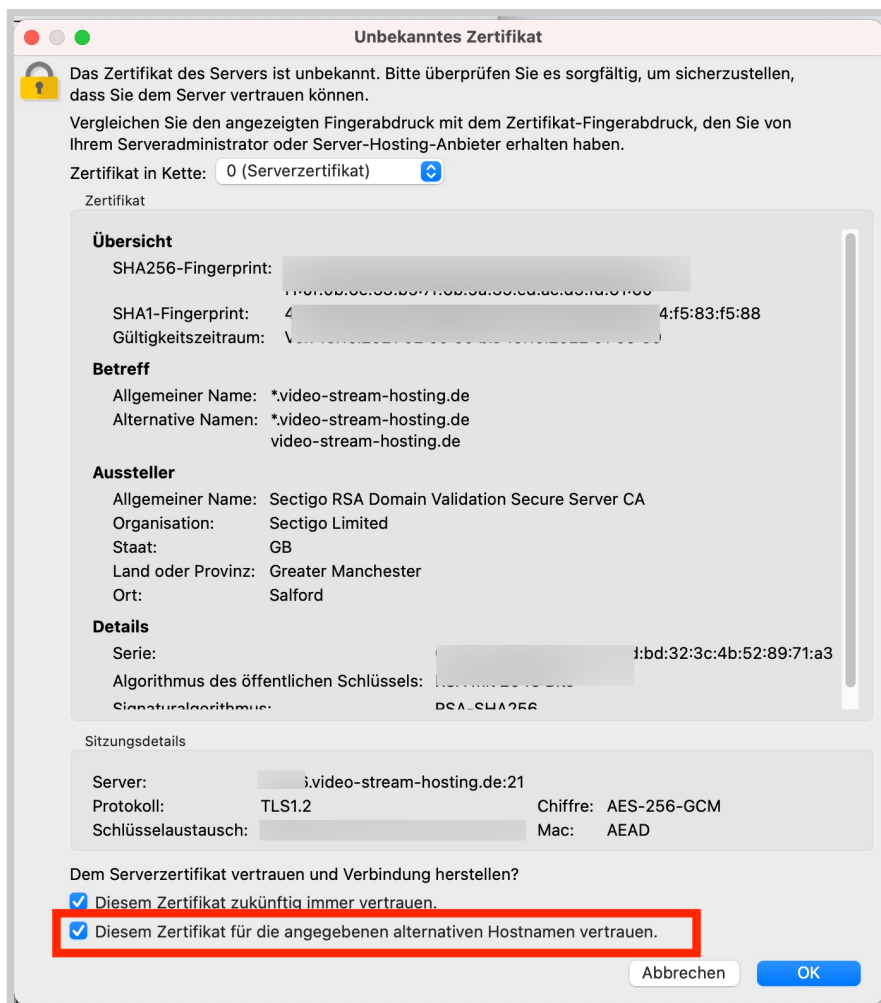 Unbekanntes Zertifikat
Das Zertifikat des Servers ist unbekannt. Bitte überprüfen Sie es sorgfältig, um sicherzustellen,
dass Sie dem Server vertrauen können.
Vergleichen Sie den angezeigten Fingerabdruck mit dem Zertifikat-Fingerabdruck, den Sie von
Ihrem Serveradministrator oder Server-Hosting-Anbieter erhalten haben.
Zertifikat in Kette: 0 (Serverzertifikat)
Zertifikat
Übersicht
SHA256-Fingerprint:
SHA1-Fingerprint: 4:f5:83:f5:88
Gültigkeitszeitraum:
Betreff
Allgemeiner Name: *.video-stream-hosting.de
Alternative Namen: *.video-stream-hosting.de
video-stream-hosting.de
Aussteller
Allgemeiner Name: Sectigo RSA Domain Validation Secure Server CA
Organisation: Sectigo Limited
Staat: GB
Land oder Provinz: Greater Manchester
Ort: Salford
Details
Serie: :bd:32:3c:4b:52:89:71:a3
Algorithmus des öffentlichen Schlüssels:
Signaturalgorithmus: RSA-SHA256
Sitzungsdetails
Server: .video-stream-hosting.de:21
Protokoll: TLS1.2 Chiffre: AES-256-GCM
Schlüsselaustausch: Mac: AEAD
Dem Serverzertifikat vertrauen und Verbindung herstellen?
Diesem Zertifikat zukünftig immer vertrauen.
Diesem Zertifikat für die angegebenen alternativen Hostnamen vertrauen.
Abbrechen OK